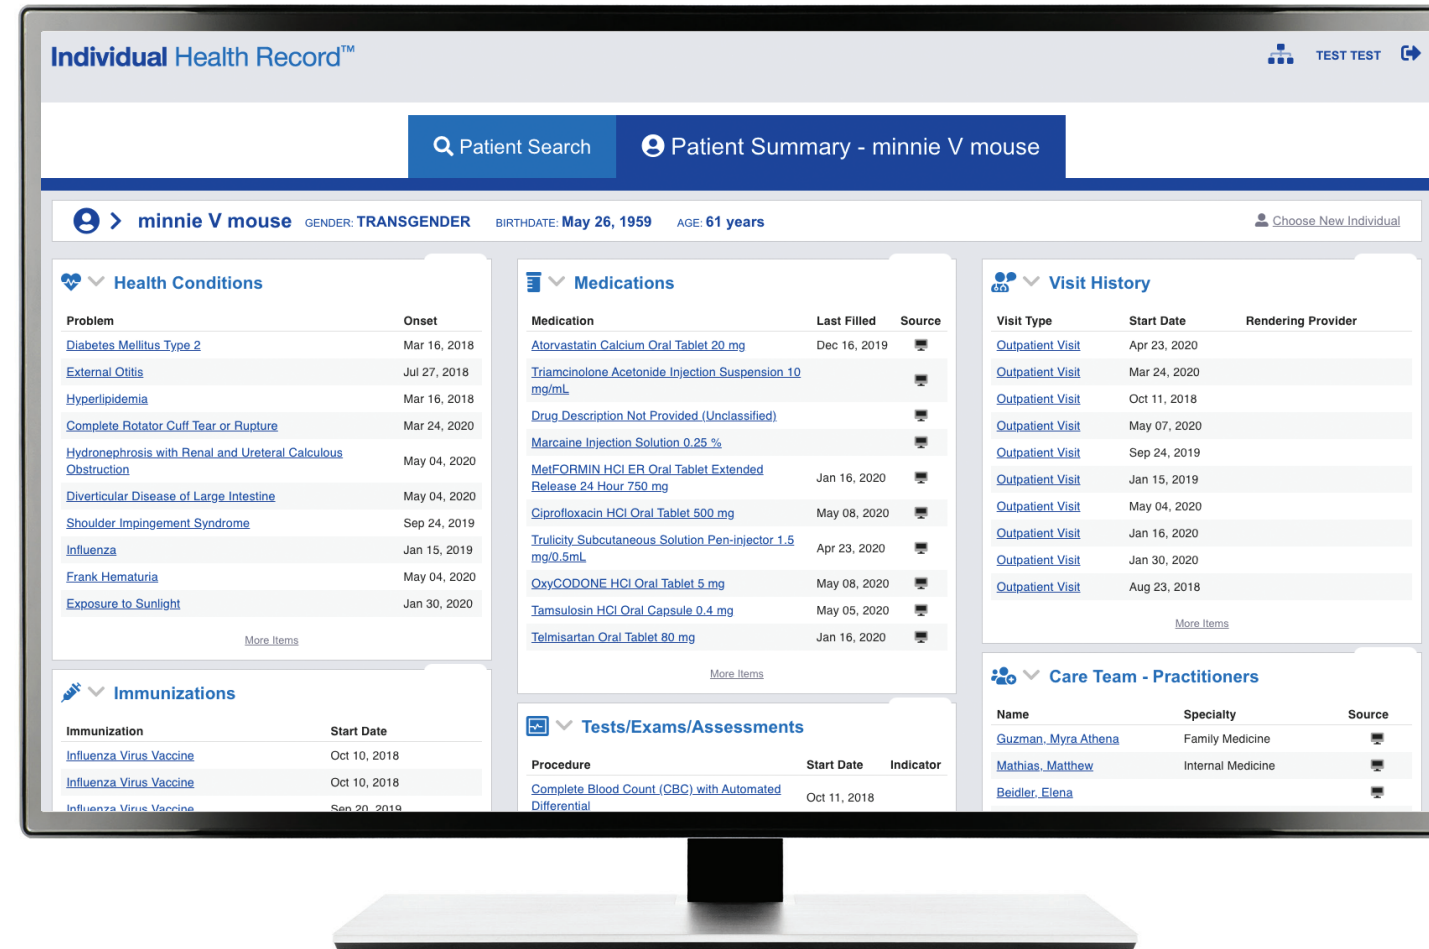 Individual Health Record™
TEST TEST
Patient Search
Patient Summary - minnie V mouse
minnie V mouse GENDER: TRANSGENDER BIRTHDATE: May 26, 1959 AGE: 61 years
Choose New Individual
Health Conditions
Problem Onset
Diabetes Mellitus Type 2 Mar 16, 2018
External Otitis Jul 27, 2018
Hyperlipidemia Mar 16, 2018
Complete Rotator Cuff Tear or Rupture Mar 24, 2020
Hydronephrosis with Renal and Ureteral Calculous
Obstruction May 04, 2020
Diverticular Disease of Large Intestine May 04, 2020
Shoulder Impingement Syndrome Sep 24, 2019
Influenza Jan 15, 2019
Frank Hematuria May 04, 2020
Exposure to Sunlight Jan 30, 2020
More Items
Immunizations
Immunization Start Date
Influenza Virus Vaccine Oct 10, 2018
Influenza Virus Vaccine Oct 10, 2018
Influenza Virus Vaccine Sep 20, 2019
Medications
Medication Last Filled Source
Atorvastatin Calcium Oral Tablet 20 mg Dec 16, 2019
Triamcinolone Acetonide Injection Suspension 10
mg/mL
Drug Description Not Provided (Unclassified)
Marcaine Injection Solution 0.25 %
MetFORMIN HCl ER Oral Tablet Extended
Release 24 Hour 750 mg Jan 16, 2020
Ciprofloxacin HCl Oral Tablet 500 mg May 08, 2020
Trulicity Subcutaneous Solution Pen-injector 1.5
mg/0.5mL Apr 23, 2020
OxyCODONE HCl Oral Tablet 5 mg May 08, 2020
Tamsulosin HCl Oral Capsule 0.4 mg May 05, 2020
Telmisartan Oral Tablet 80 mg Jan 16, 2020
More Items
Tests/Exams/Assessments
Procedure Start Date Indicator
Complete Blood Count (CBC) with Automated
Differential Oct 11, 2018
Visit History
Visit Type Start Date Rendering Provider
Outpatient Visit Apr 23, 2020
Outpatient Visit Mar 24, 2020
Outpatient Visit Oct 11, 2018
Outpatient Visit May 07, 2020
Outpatient Visit Sep 24, 2019
Outpatient Visit Jan 15, 2019
Outpatient Visit May 04, 2020
Outpatient Visit Jan 16, 2020
Outpatient Visit Jan 30, 2020
Outpatient Visit Aug 23, 2018
More Items
Care Team - Practitioners
Name Specialty Source
Guzman, Myra Athena Family Medicine
Mathias, Matthew Internal Medicine
Beidler, Elena